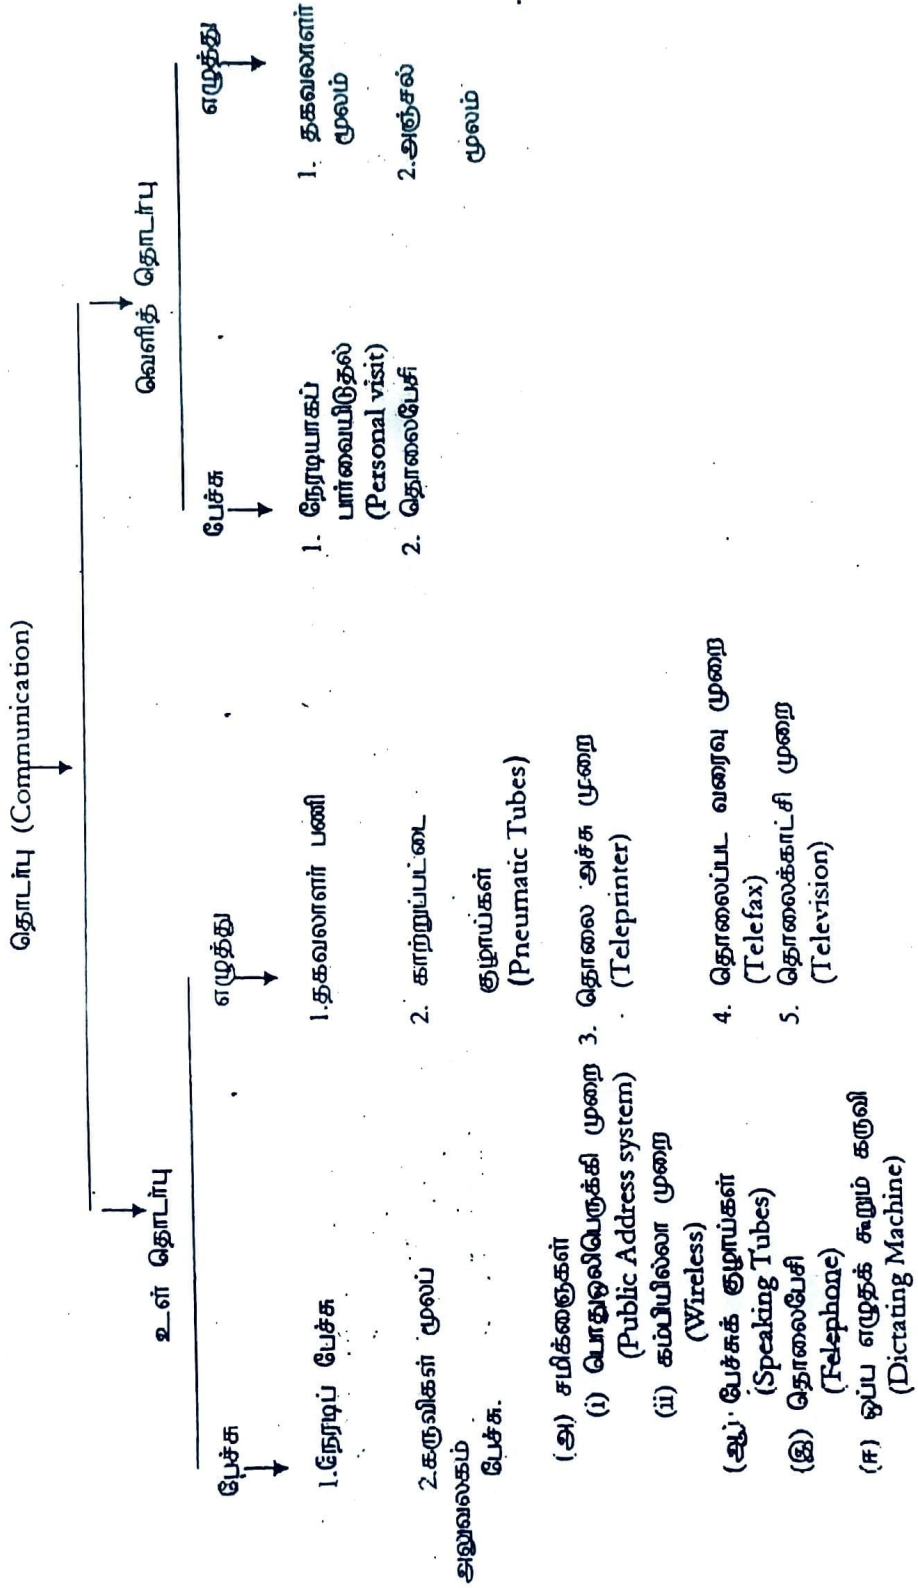 தொடர்பு (Communication)
உள் தொடர்பு
வெளித் தொடர்பு
பேச்சு
எழுத்து
பேச்சு
எழுத்து
1.நேரடிப் பேச்சு
2.கருவிகள் மூலப்
அலுவலகம்
பேச்சு.
(அ) சமிக்ஞைகள்
(i) பொதுஒலிபெருக்கி முறை
(Public Address system)
(ii) கம்பியில்லா முறை
(Wireless)
(ஆ) பேச்சுக் குழாய்கள்
(Speaking Tubes)
(இ) தொலைபேசி
(Telephone)
(ஈ) ஒப்ப எழுதக் கூறும் கருவி
(Dictating Machine)
1.தகவலாளர் பணி
2. காற்றுப்பட்டை
குழாய்கள்
(Pneumatic Tubes)
3. தொலை அச்சு முறை
(Teleprinter)
4. தொலைப்பட வரைவு முறை
(Telefax)
5. தொலைக்காட்சி முறை
(Television)
1. நேரடியாகப்
பார்வையிடுதல்
(Personal visit)
2. தொலைபேசி
1. தகவலாளர்
மூலம்
2.அஞ்சல்
மூலம்